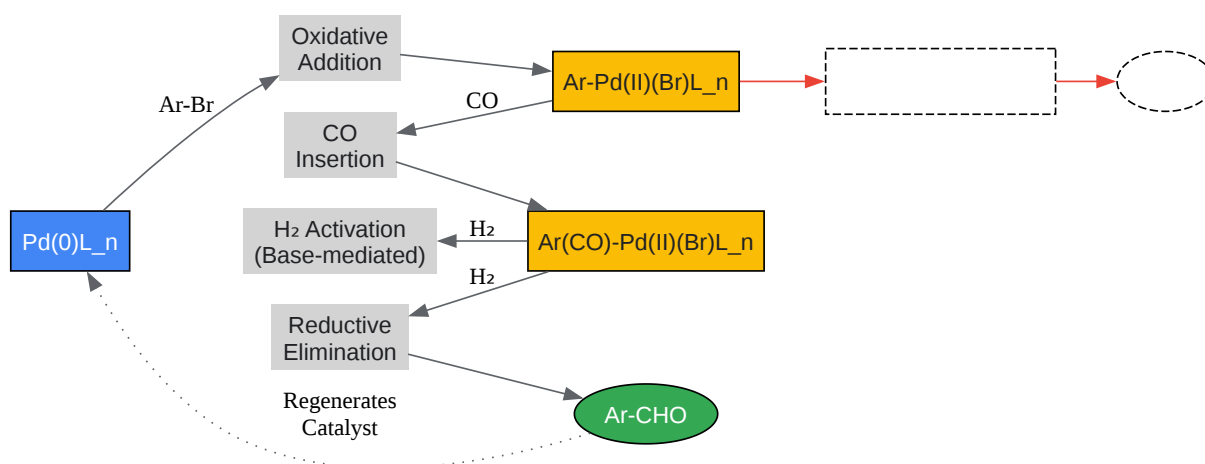 Oxidative
Addition
Ar-Pd(II)(Br)L_n
Ar-Br
CO
CO
Insertion
Pd(0)L_n
H₂ Activation
(Base-mediated)
H₂
Ar(CO)-Pd(II)(Br)L_n
H₂
Reductive
Elimination
Regenerates
Catalyst
Ar-CHO